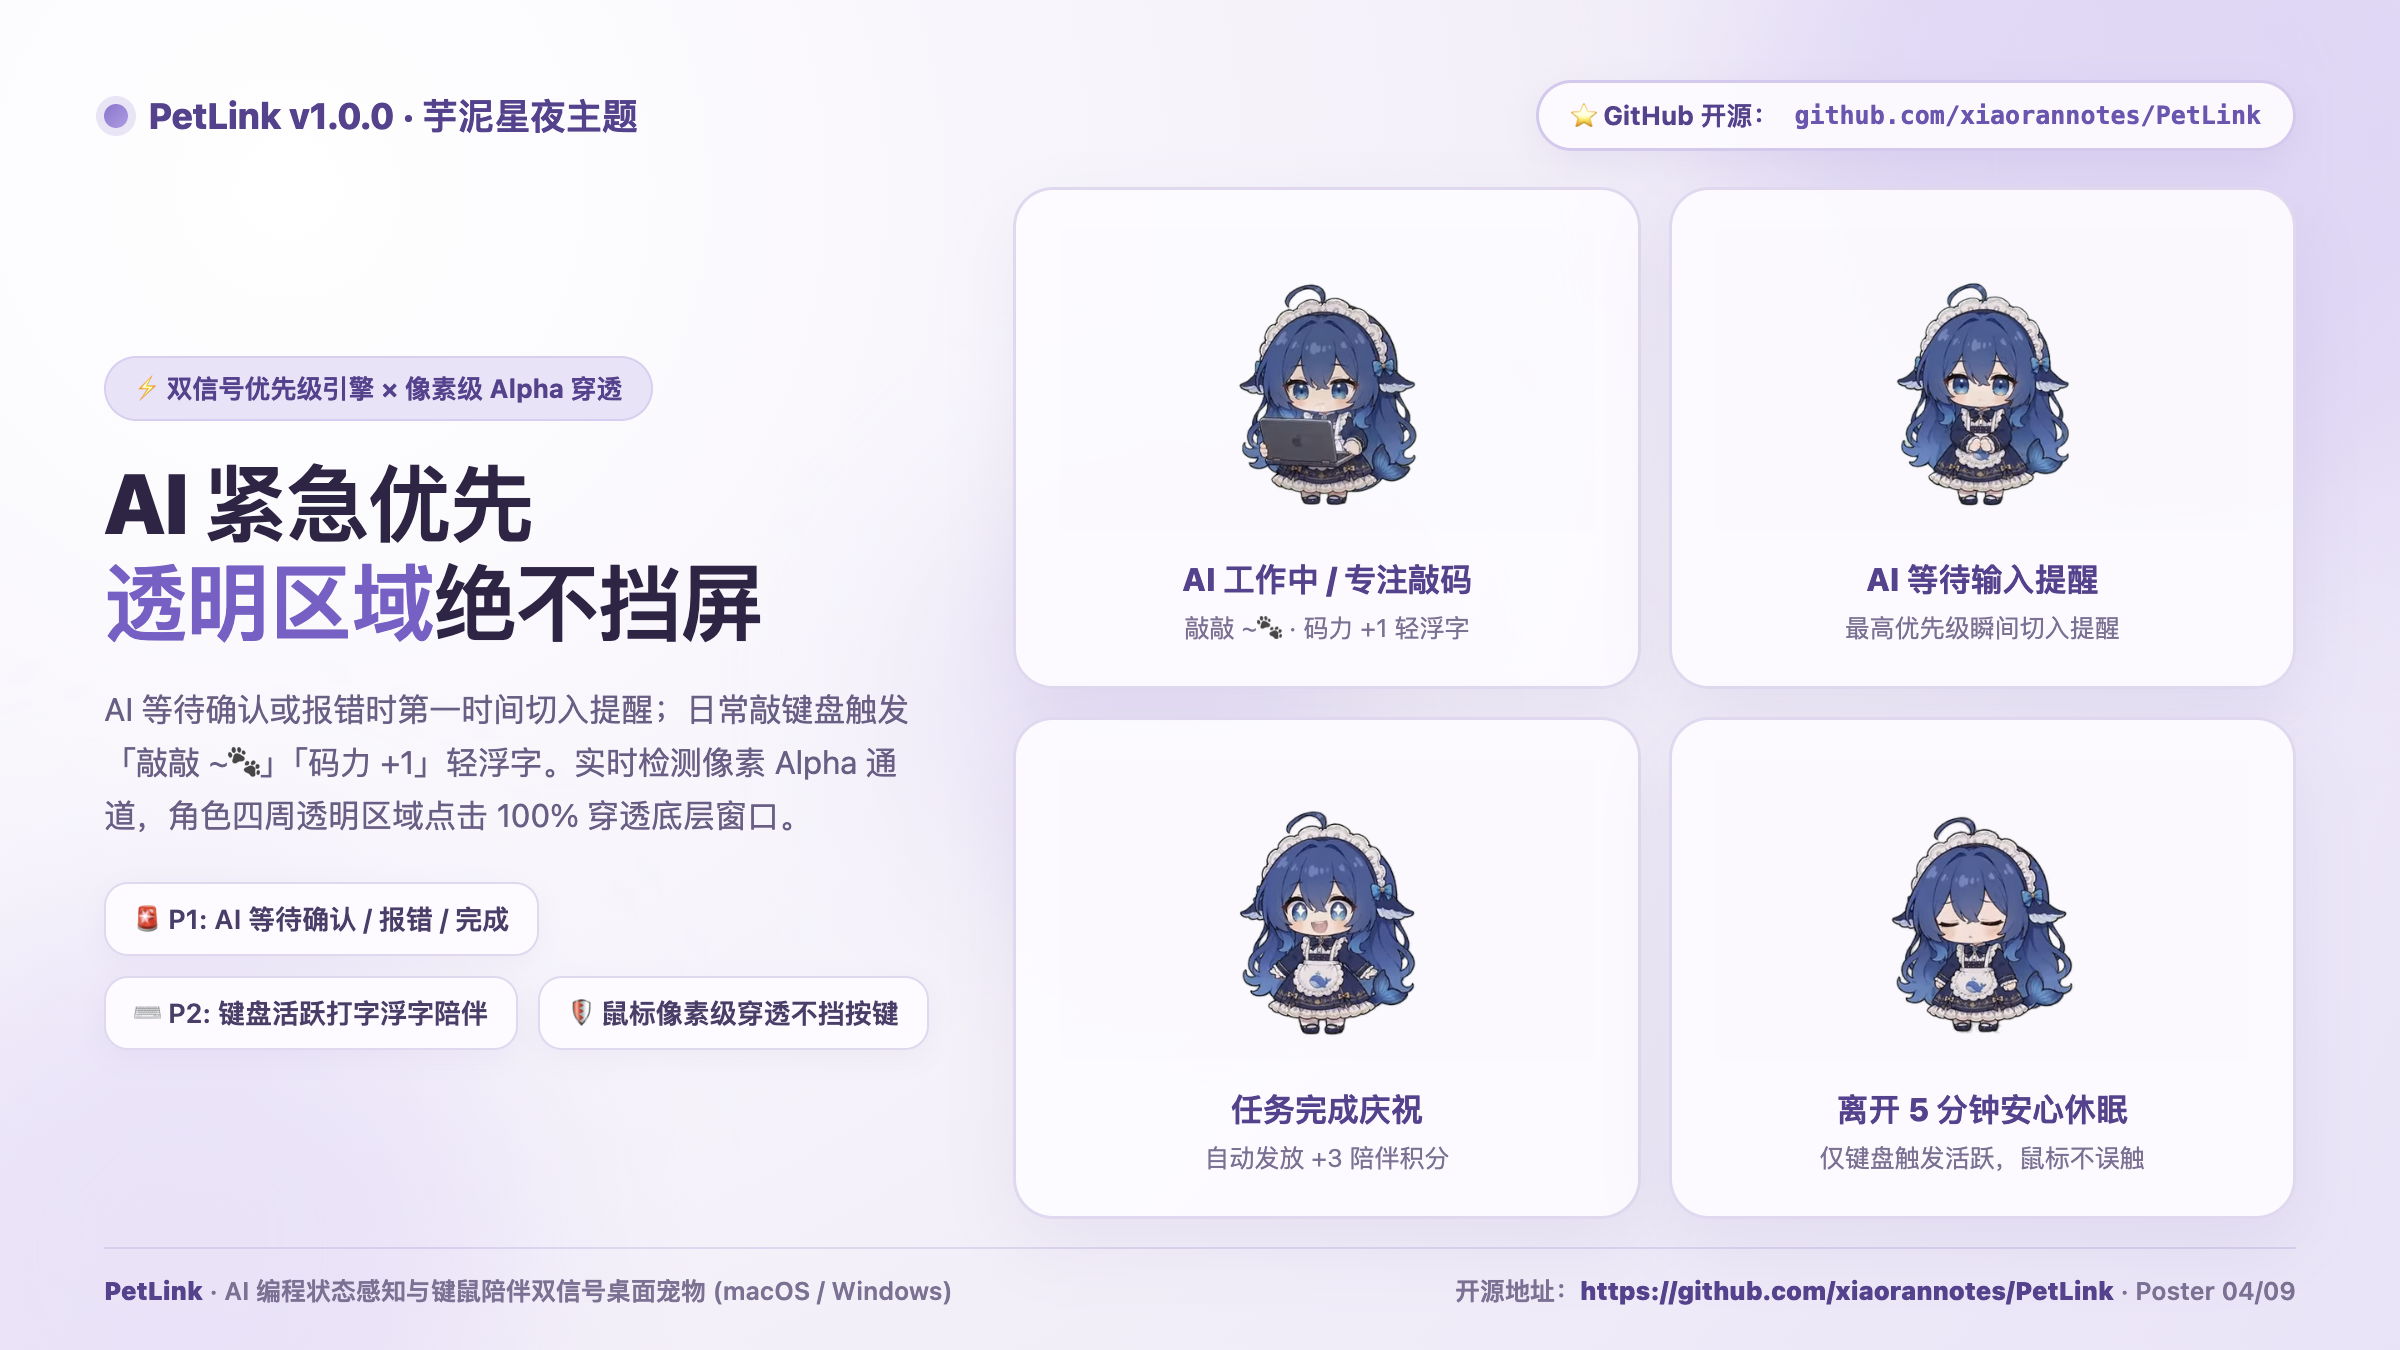 PetLink v1.0.0 · 芋泥星夜主题
⭐ GitHub 开源： github.com/xiaorannotes/PetLink
⚡ 双信号优先级引擎 × 像素级 Alpha 穿透
AI 紧急优先
透明区域绝不挡屏
AI 等待确认或报错时第一时间切入提醒；日常敲键盘触发
「敲敲 ~🐾」「码力 +1」轻浮字。实时检测像素 Alpha 通
道，角色四周透明区域点击 100% 穿透底层窗口。
🚨 P1: AI 等待确认 / 报错 / 完成
⌨️ P2: 键盘活跃打字浮字陪伴
🛡️ 鼠标像素级穿透不挡按键
AI 工作中 / 专注敲码
敲敲 ~🐾 · 码力 +1 轻浮字
AI 等待输入提醒
最高优先级瞬间切入提醒
任务完成庆祝
自动发放 +3 陪伴积分
离开 5 分钟安心休眠
仅键盘触发活跃，鼠标不误触
PetLink · AI 编程状态感知与键鼠陪伴双信号桌面宠物 (macOS / Windows)
开源地址：https://github.com/xiaorannotes/PetLink · Poster 04/09